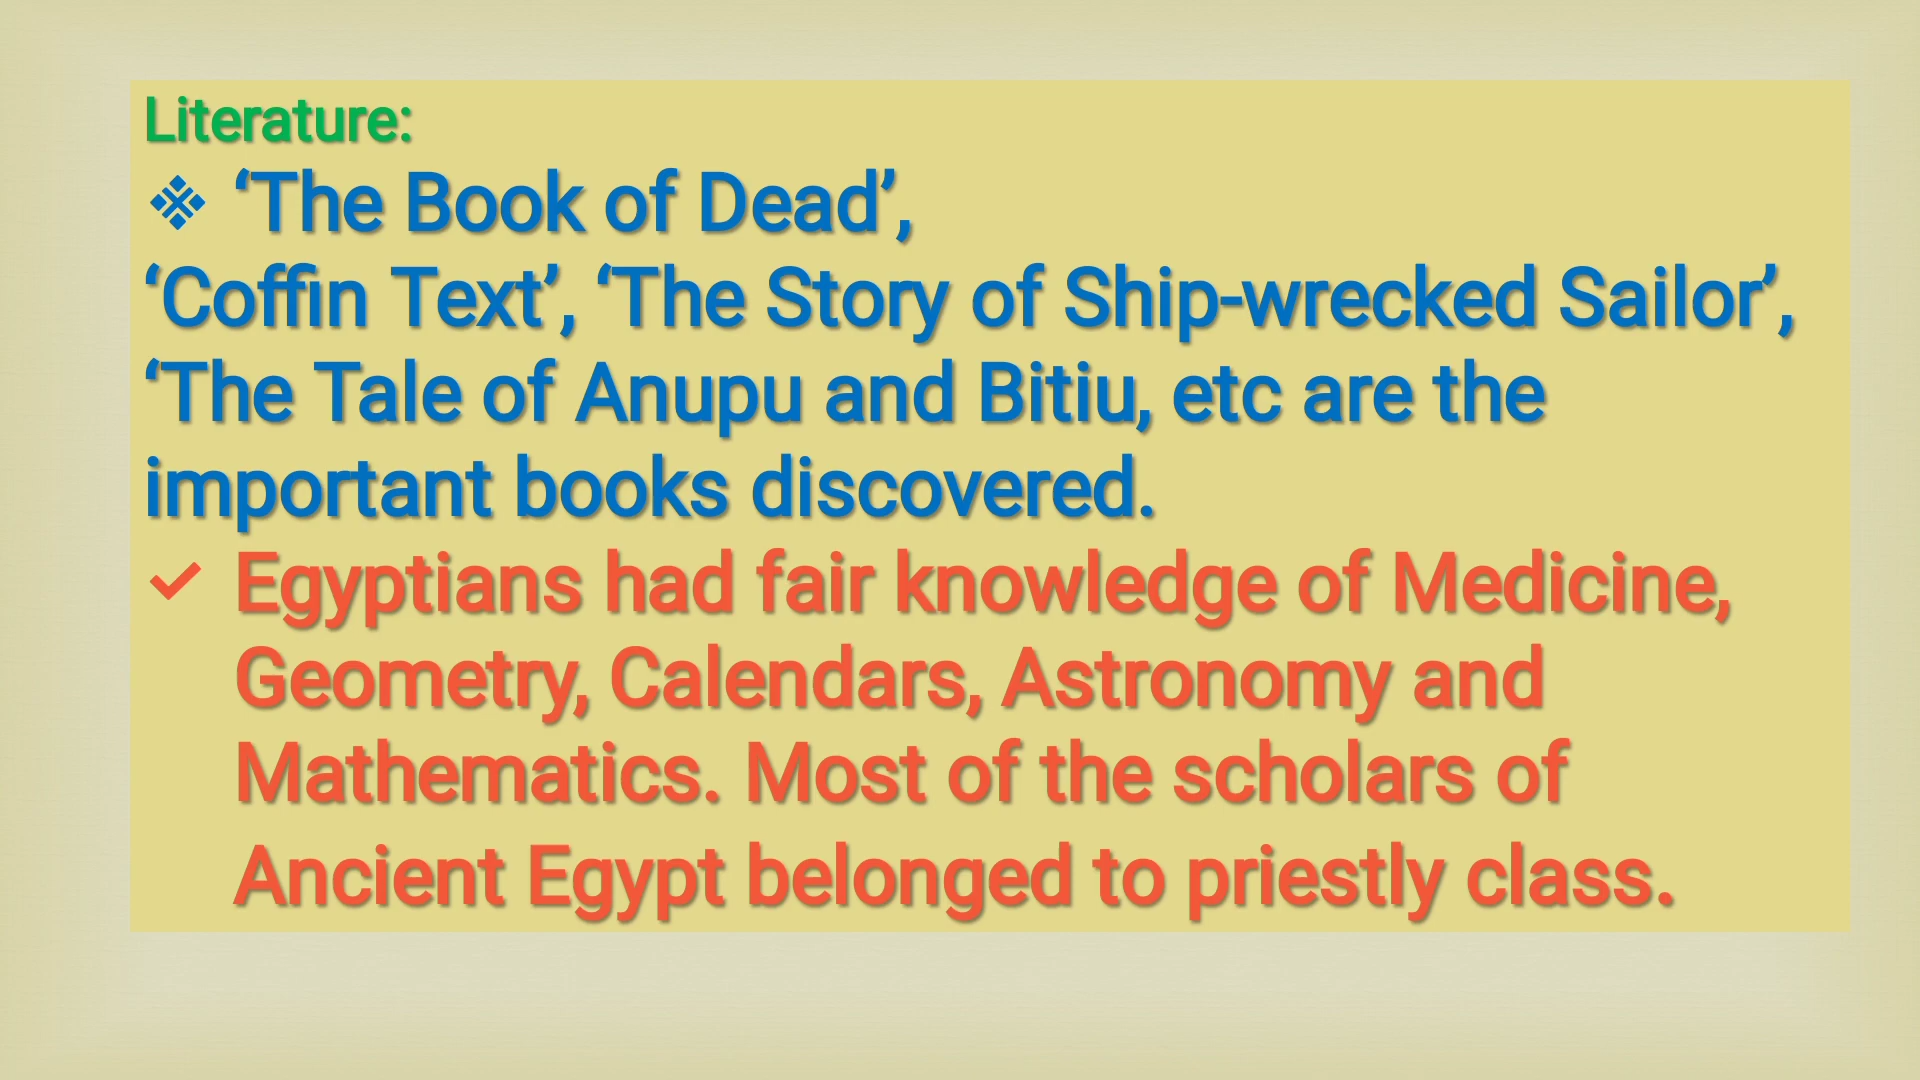 Literature:
❖ ‘The Book of Dead’,
‘Coffin Text’, ‘The Story of Ship-wrecked Sailor’,
‘The Tale of Anupu and Bitiu, etc are the
important books discovered.
✓ Egyptians had fair knowledge of Medicine,
Geometry, Calendars, Astronomy and
Mathematics. Most of the scholars of
Ancient Egypt belonged to priestly class.